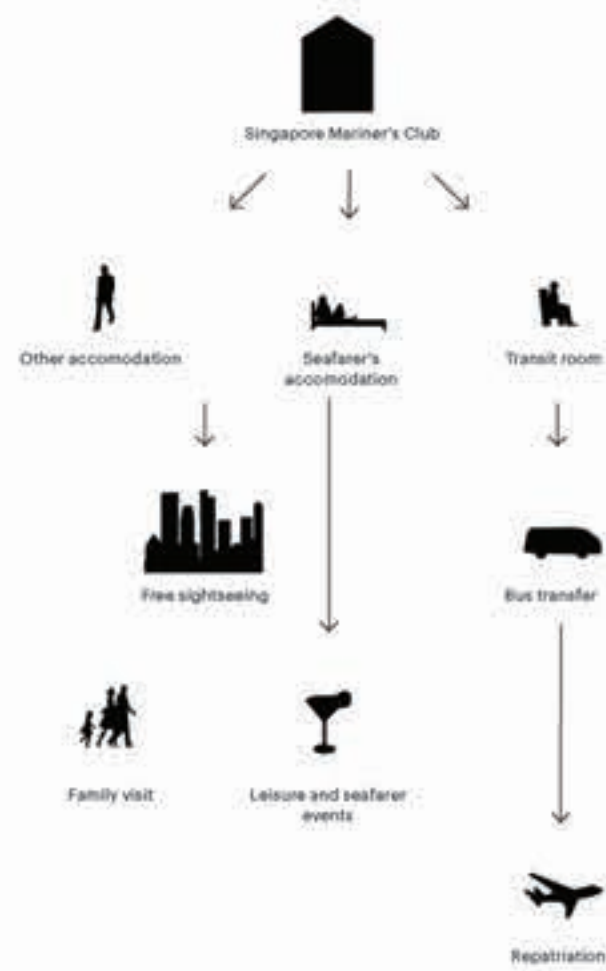 Singapore Mariner's Club
Other accomodation
Seafarer's
accomodation
Transit room
Free sightseeing
Bus transfer
Family visit
Leisure and seafarer
events
Repatriation